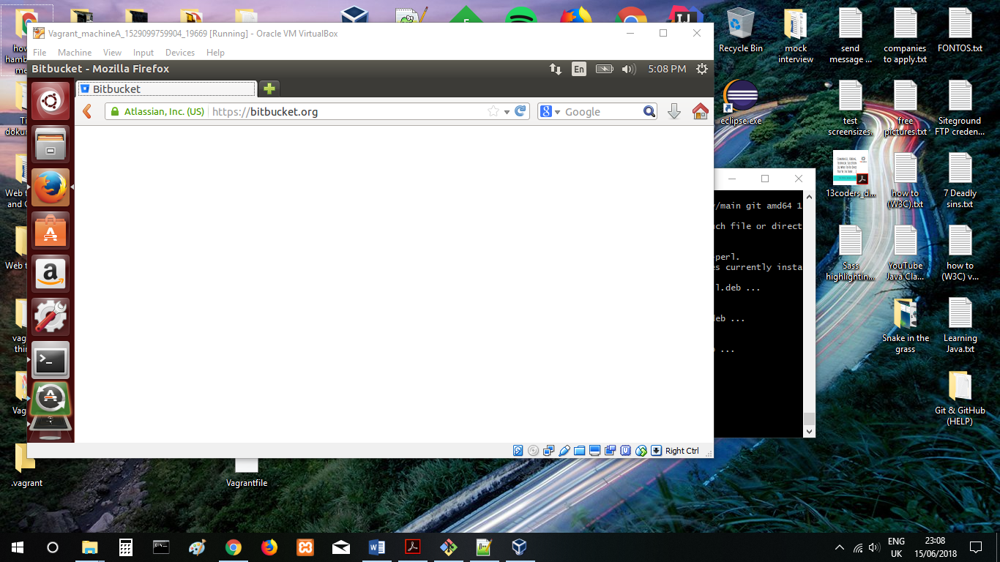 Vagrant_machineA_1529099759904_19669 [Running] - Oracle VM VirtualBox
File Machine View Input Devices Help
Bitbucket - Mozilla Firefox
En
5:08 PM
Bitbucket
Atlassian, Inc. (US)
https://bitbucket.org
Google
Right Ctrl
Recycle Bin
mock
interview
send
message ...
companies
to apply.txt
FONTOS.txt
eclipse.exe
test
screensizes.
free
pictures.txt
Siteground
FTP creden...
13coders_d...
how to
(W3C).txt
7 Deadly
sins.txt
Sass
highlightin...
YouTube
Java Cla...
how to
(W3C) v...
Snake in the
grass
Learning
Java.txt
Git & GitHub
(HELP)
/main git amd64 1
ch file or direct
perl.
es currently insta
l.deb ...
deb ...
...
how
hamb
me
Ti
doku
Web
and
Web t
vag
thin
Vag
.vagrant
Vagrantfile
ENG
UK
23:08
15/06/2018